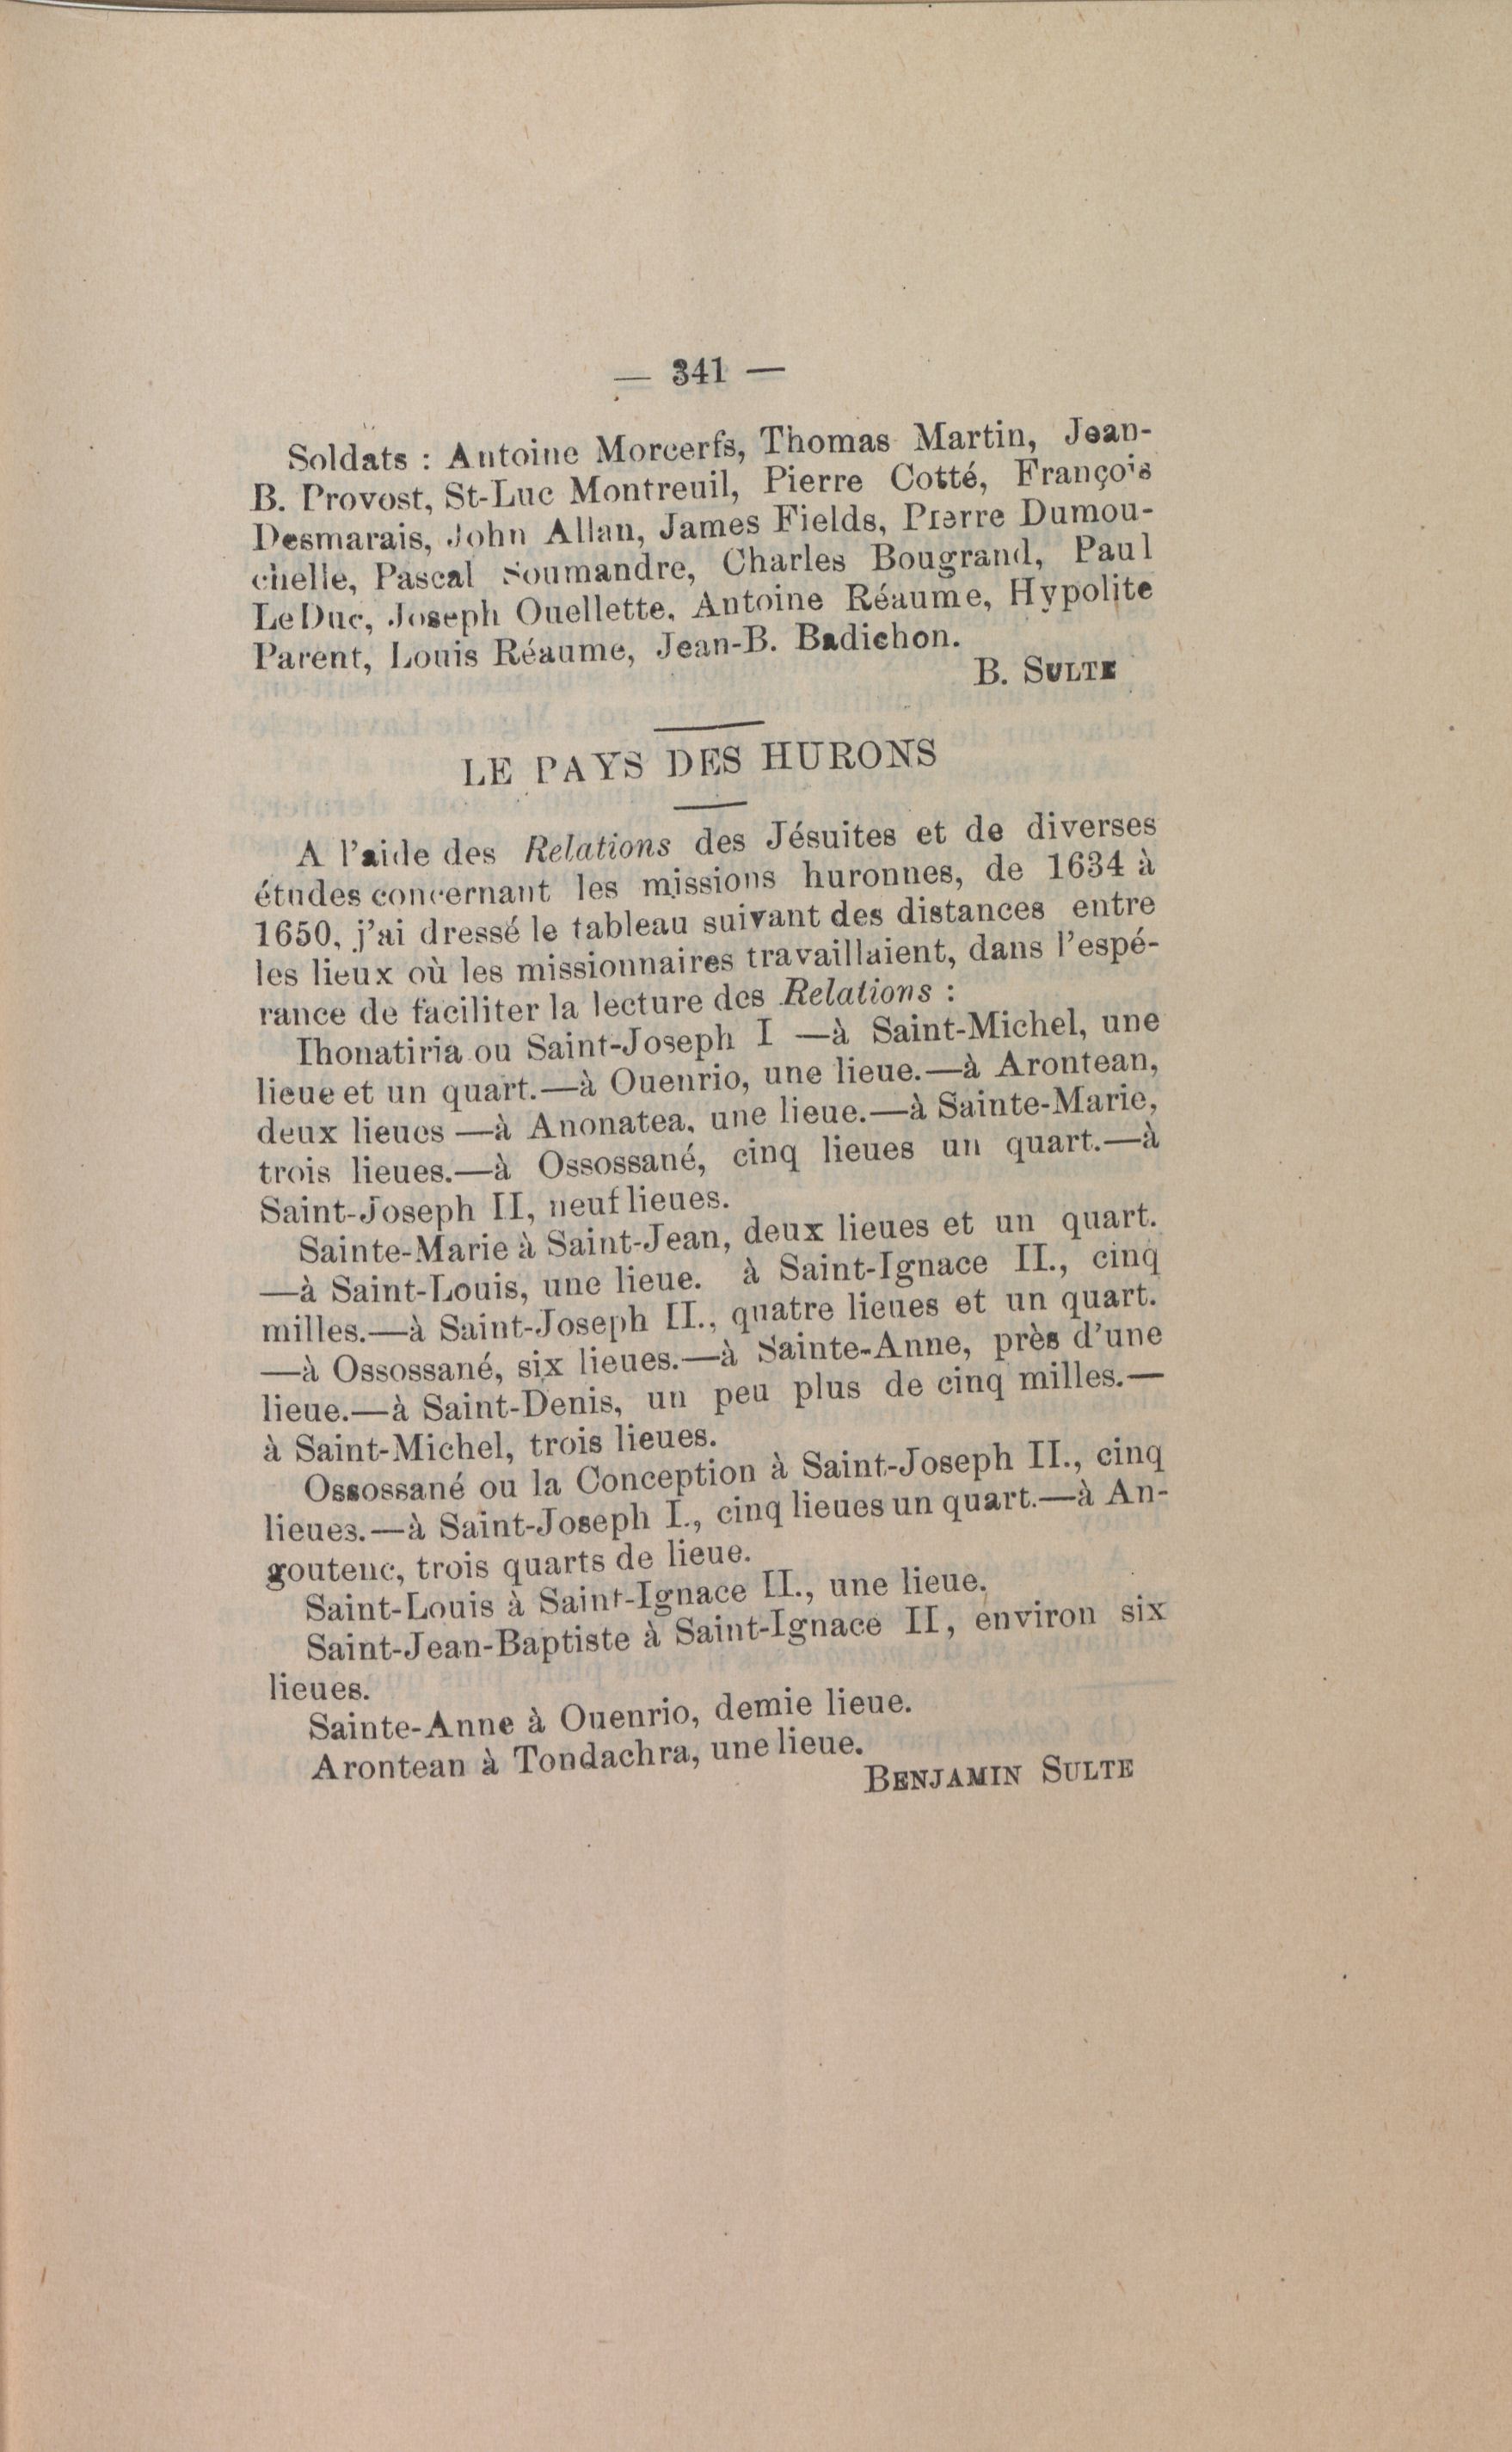 — 341 —
Soldats : Antoine Morcerfs, Thomas Martin, Jean-
B. Provost, St-Luc Montreuil, Pierre Cotté, François
Desmarais, John Allan, James Fields, Pierre Dumou-
chelle, Pascal Soumandre, Charles Bougrand, Paul
LeDuc, Joseph Ouellette, Antoine Réaume, Hypolite
Parent, Louis Réaume, Jean-B. Badichon.
B. SULTE
LE PAYS DES HURONS
A l'aide des Relations des Jésuites et de diverses
études concernant les missions huronnes, de 1634 à
1650, j'ai dressé le tableau suivant des distances entre
les lieux où les missionnaires travaillaient, dans l'espé-
rance de faciliter la lecture des Relations :
Ihonatiria ou Saint-Joseph I —à Saint-Michel, une
lieue et un quart.—à Ouenrio, une lieue.—à Arontean,
deux lieues —à Anonatea, une lieue.—à Sainte-Marie,
trois lieues.—à Ossossané, cinq lieues un quart.—à
Saint-Joseph II, neuf lieues.
Sainte-Marie à Saint-Jean, deux lieues et un quart.
—à Saint-Louis, une lieue. à Saint-Ignace II., cinq
milles.—à Saint-Joseph II., quatre lieues et un quart.
—à Ossossané, six lieues.—à Sainte-Anne, près d'une
lieue.—à Saint-Denis, un peu plus de cinq milles.—
à Saint-Michel, trois lieues.
Ossossané ou la Conception à Saint-Joseph II., cinq
lieues.—à Saint-Joseph I., cinq lieues un quart.—à An-
goutenc, trois quarts de lieue.
Saint-Louis à Saint-Ignace II., une lieue.
Saint-Jean-Baptiste à Saint-Ignace II, environ six
lieues.
Sainte-Anne à Ouenrio, demie lieue.
Arontean à Tondachra, une lieue.
BENJAMIN SULTE